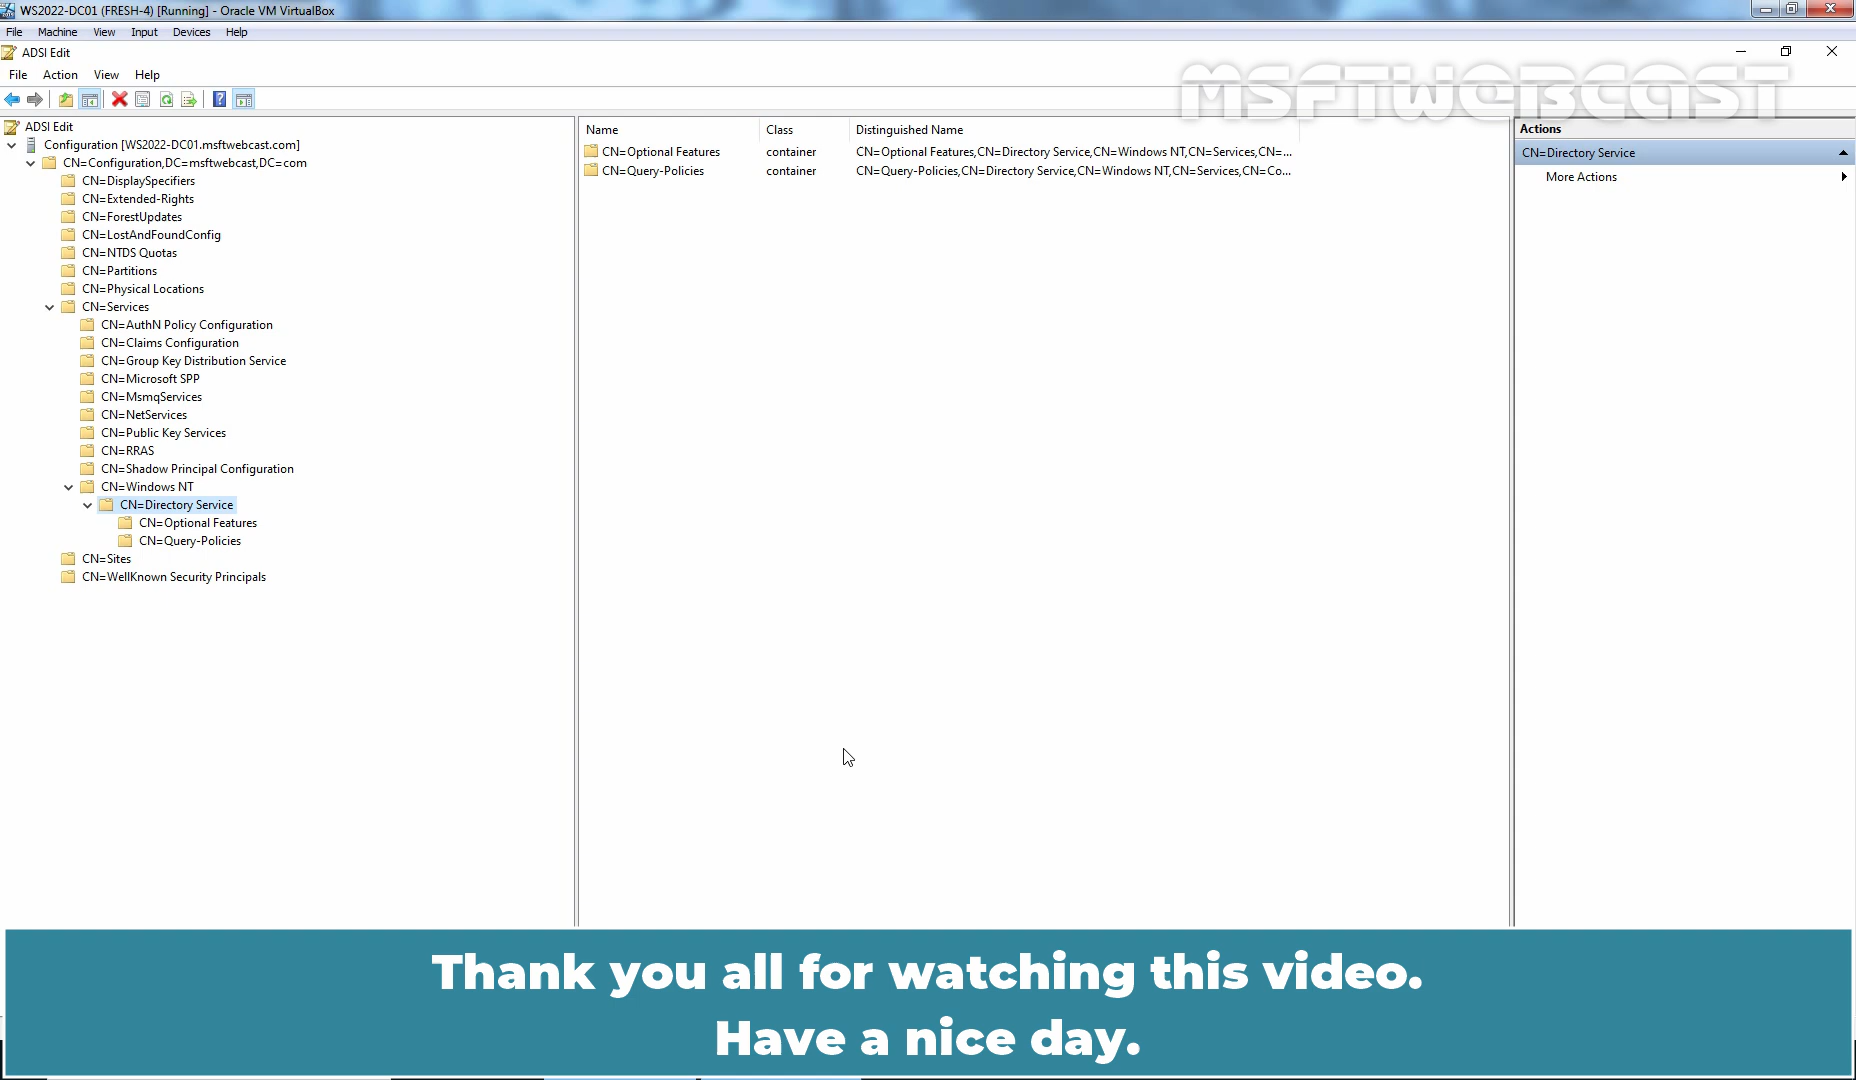 WS2022-DC01 (FRESH-4) [Running] - Oracle VM VirtualBox
File Machine View Input Devices Help
ADSI Edit
File Action View Help
MSFTWEBCAST
ADSI Edit
Configuration [WS2022-DC01.msftwebcast.com]
CN=Configuration,DC=msftwebcast,DC=com
CN=DisplaySpecifiers
CN=Extended-Rights
CN=ForestUpdates
CN=LostAndFoundConfig
CN=NTDS Quotas
CN=Partitions
CN=Physical Locations
CN=Services
CN=AuthN Policy Configuration
CN=Claims Configuration
CN=Group Key Distribution Service
CN=Microsoft SPP
CN=MsmqServices
CN=NetServices
CN=Public Key Services
CN=RRAS
CN=Shadow Principal Configuration
CN=Windows NT
CN=Directory Service
CN=Optional Features
CN=Query-Policies
CN=Sites
CN=WellKnown Security Principals
Name Class Distinguished Name
CN=Optional Features container CN=Optional Features,CN=Directory Service,CN=Windows NT,CN=Services,CN=...
CN=Query-Policies container CN=Query-Policies,CN=Directory Service,CN=Windows NT,CN=Services,CN=Co...
Actions
CN=Directory Service
More Actions
Thank you all for watching this video.
Have a nice day.